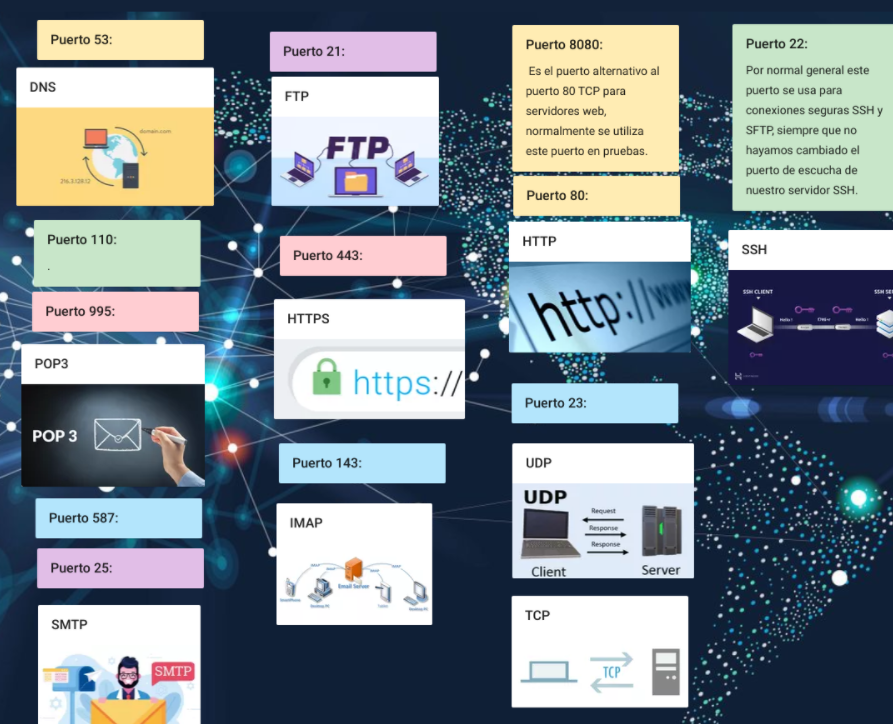 Puerto 53:
DNS
domain.com
Puerto 110:
.
Puerto 995:
POP3
POP 3
Puerto 587:
Puerto 25:
SMTP
SMTP
Puerto 21:
FTP
FTP
Puerto 443:
HTTPS
https://
Puerto 143:
IMAP
Email Server
Puerto 8080:
Es el puerto alternativo al
puerto 80 TCP para
servidores web,
normalmente se utiliza
este puerto en pruebas.
Puerto 80:
HTTP
http://ww
Puerto 23:
UDP
UDP
Request
Response
Response
Client
Server
TCP
TCP
Puerto 22:
Por normal general este
puerto se usa para
conexiones seguras SSH y
SFTP, siempre que no
hayamos cambiado el
puerto de escucha de
nuestro servidor SSH.
SSH
SSH CLIENT